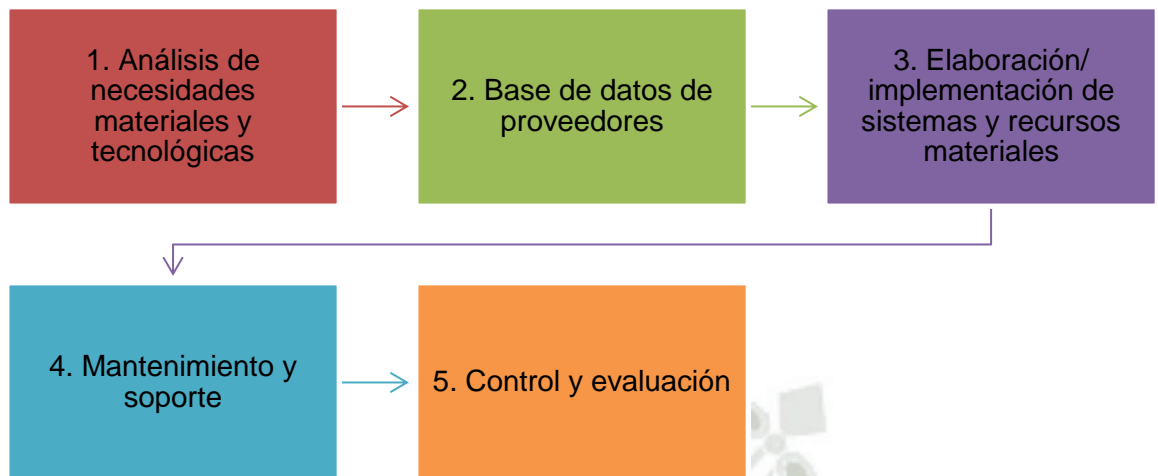 1. Análisis de
necesidades
materiales y
tecnológicas
2. Base de datos de
proveedores
3. Elaboración/
implementación de
sistemas y recursos
materiales
4. Mantenimiento y
soporte
5. Control y evaluación